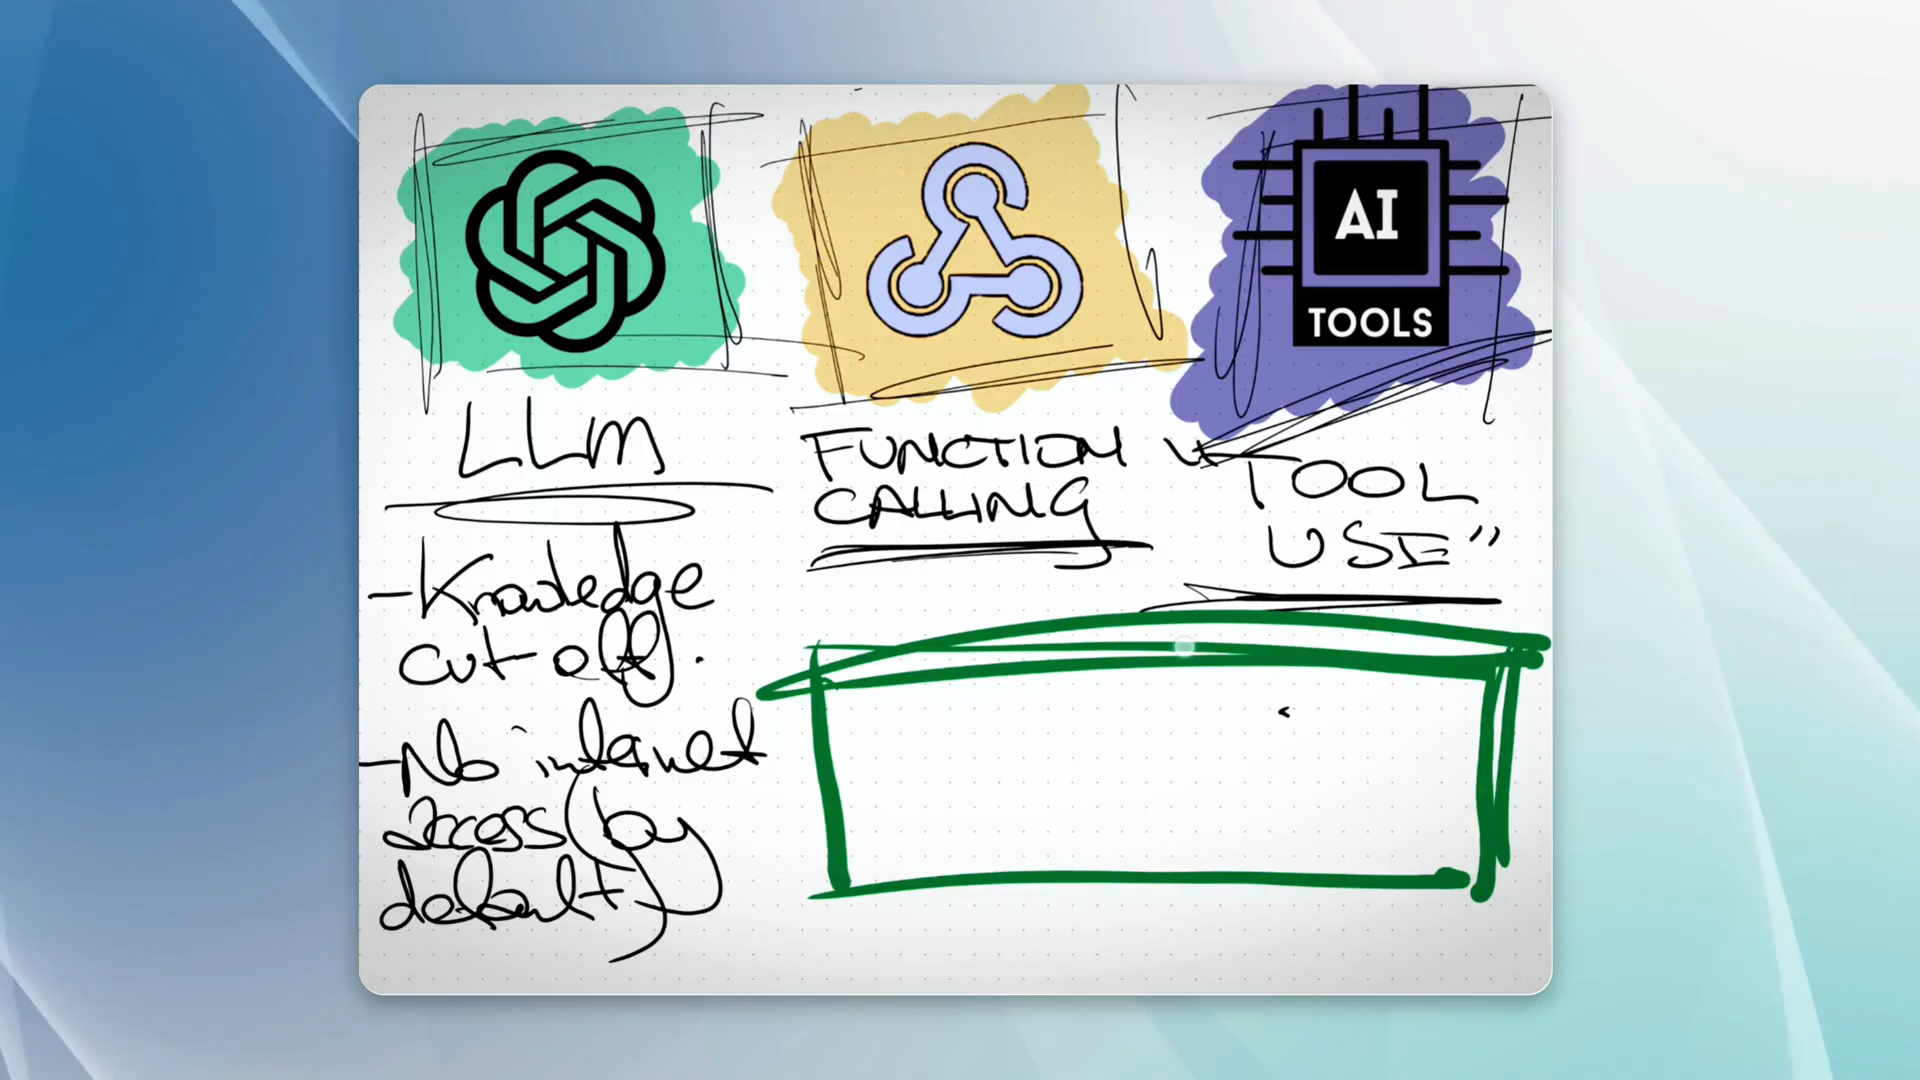 AI
TOOLS
LLM
- Knowledge
cut off.
- No internet
access (by
default)
FUNCTION
CALLING
"TOOL
USE"